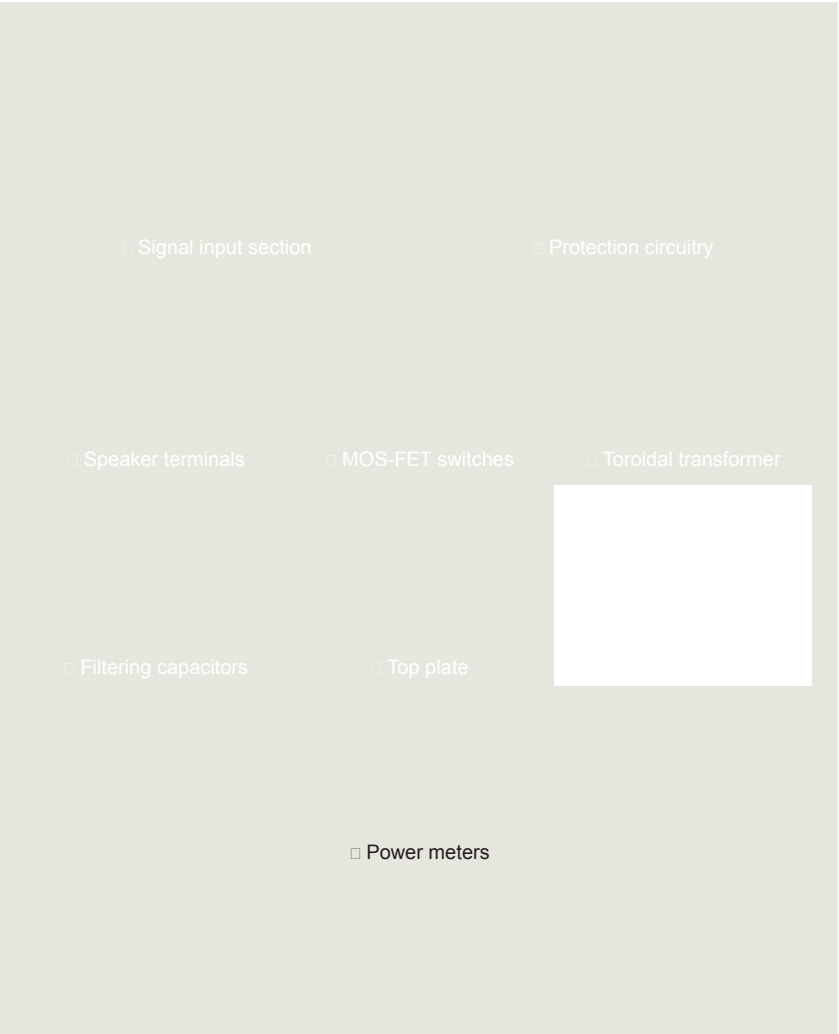 □ Signal input section
□ Protection circuitry
□ Speaker terminals
□ MOS-FET switches
□ Toroidal transformer
□ Filtering capacitors
□ Top plate
□ Power meters